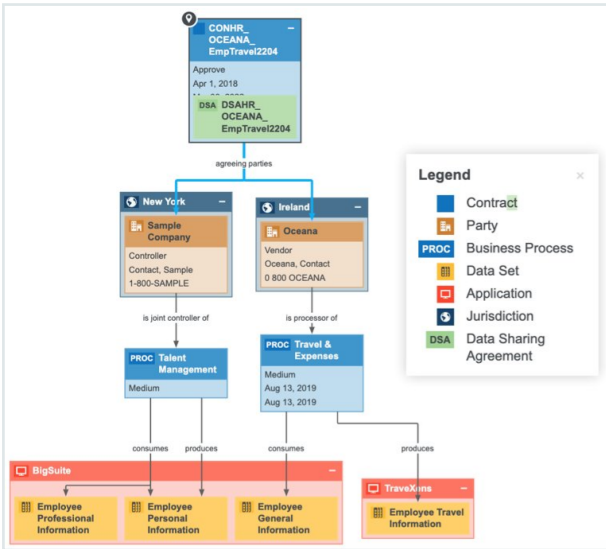 CONHR_
OCEANA_
EmpTravel2204
Approve
Apr 1, 2018
DSA DSAHR_
OCEANA_
EmpTravel2204
agreeing parties
New York
Sample
Company
Controller
Contact, Sample
1-800-SAMPLE
Ireland
Oceana
Vendor
Oceana, Contact
0 800 OCEANA
is joint controller of
is processor of
PROC Talent
Management
Medium
PROC Travel &
Expenses
Medium
Aug 13, 2019
Aug 13, 2019
consumes
produces
consumes
produces
BigSuite
Employee
Professional
Information
Employee
Personal
Information
Employee
General
Information
TraveXpns
Employee Travel
Information
Legend
Contract
Party
PROC Business Process
Data Set
Application
Jurisdiction
DSA Data Sharing
Agreement